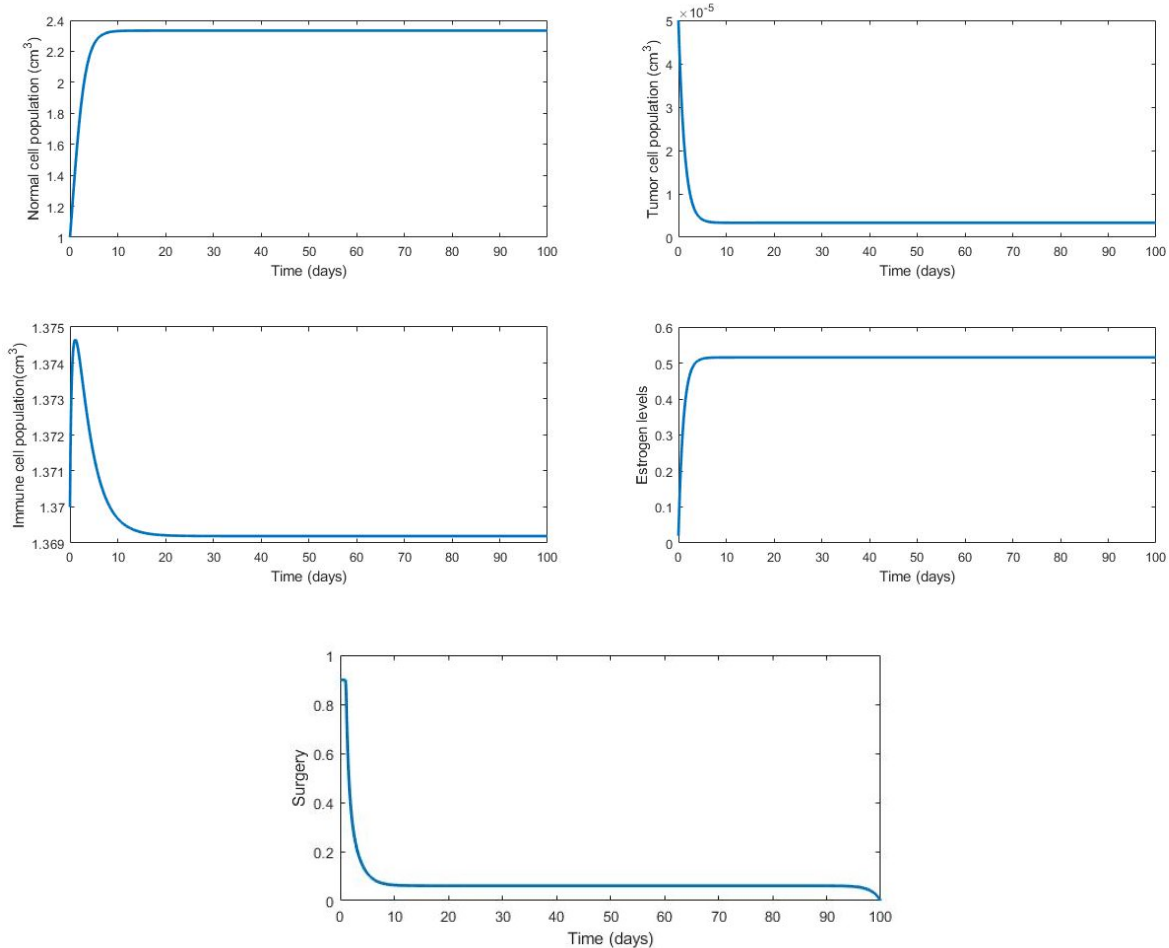 Normal cell population (cm³)
2.4
2.2
2
1.8
1.6
1.4
1.2
1
0 10 20 30 40 50 60 70 80 90 100
Time (days)
Tumor cell population (cm³)
×10⁻⁵
5
4
3
2
1
0
0 10 20 30 40 50 60 70 80 90 100
Time (days)
Immune cell population(cm³)
1.375
1.374
1.373
1.372
1.371
1.37
1.369
0 10 20 30 40 50 60 70 80 90 100
Time (days)
Estrogen levels
0.6
0.5
0.4
0.3
0.2
0.1
0
0 10 20 30 40 50 60 70 80 90 100
Time (days)
Surgery
1
0.8
0.6
0.4
0.2
0
0 10 20 30 40 50 60 70 80 90 100
Time (days)